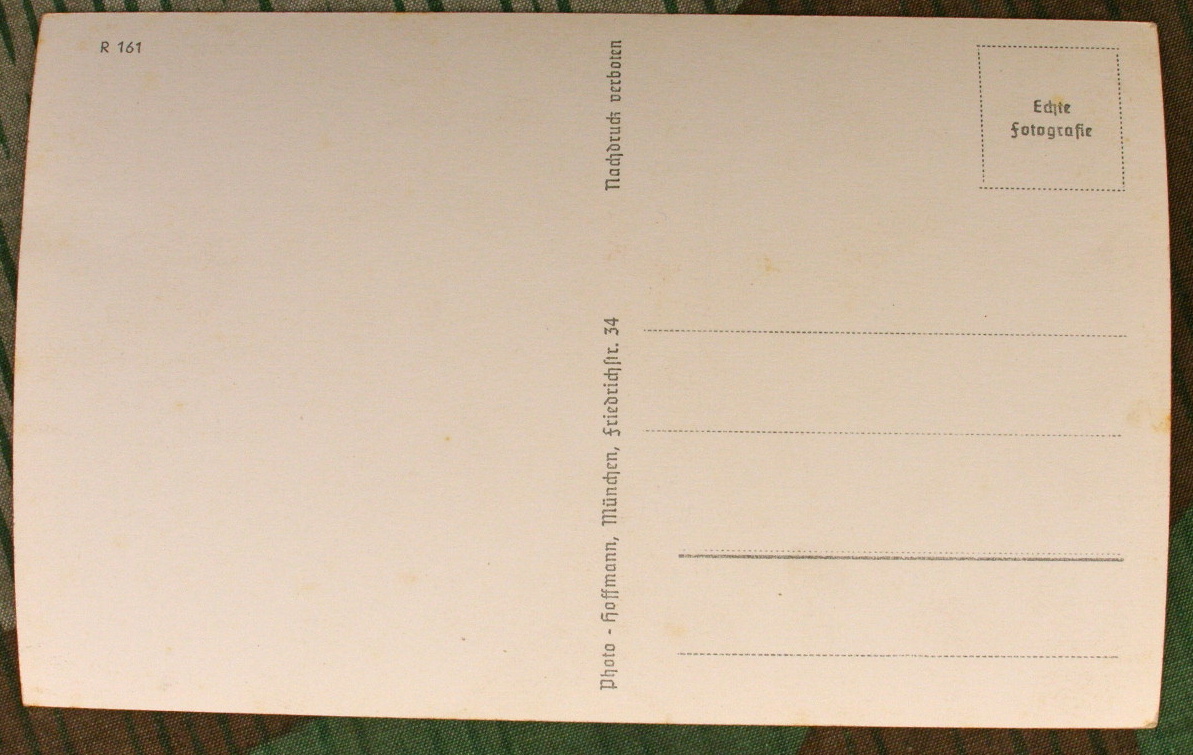 R 161
Photo - Hoffmann, München, Friedrichstr. 34
Nachdruck verboten
Echte
Fotografie